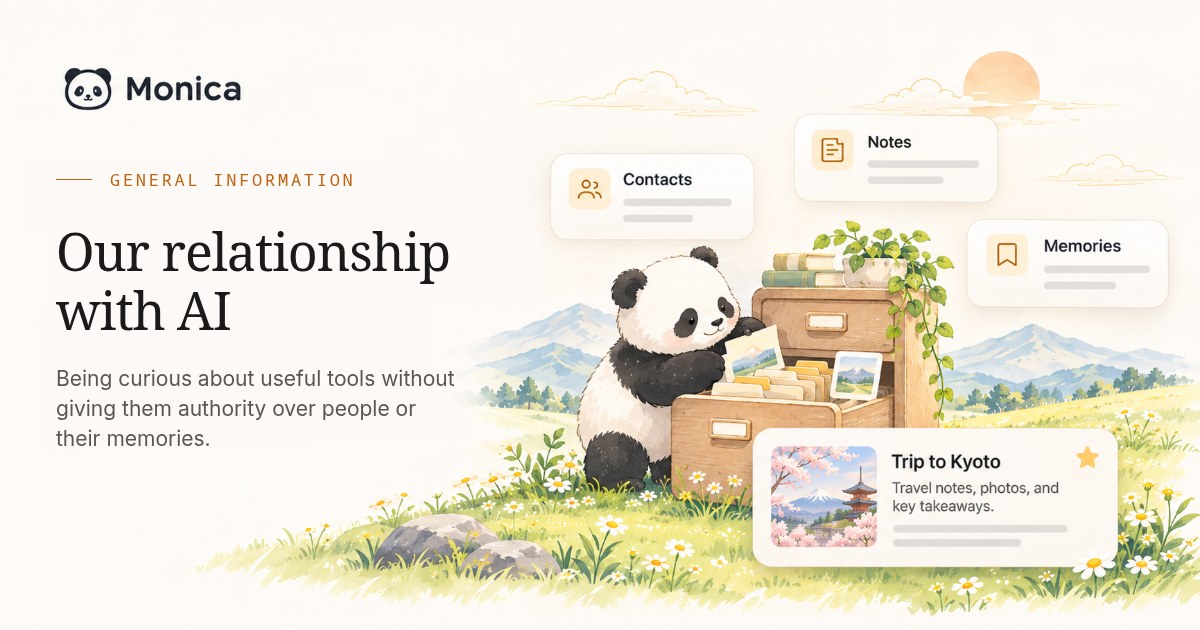 Monica
GENERAL INFORMATION
Our relationship
with AI
Being curious about useful tools without
giving them authority over people or
their memories.
Contacts
Notes
Memories
Trip to Kyoto
Travel notes, photos, and
key takeaways.